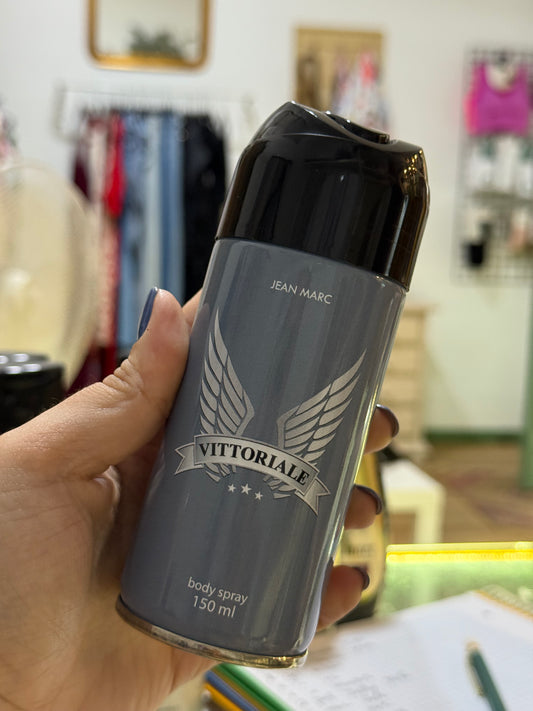 JEAN MARC
VITTORIALE
body spray
150 ml